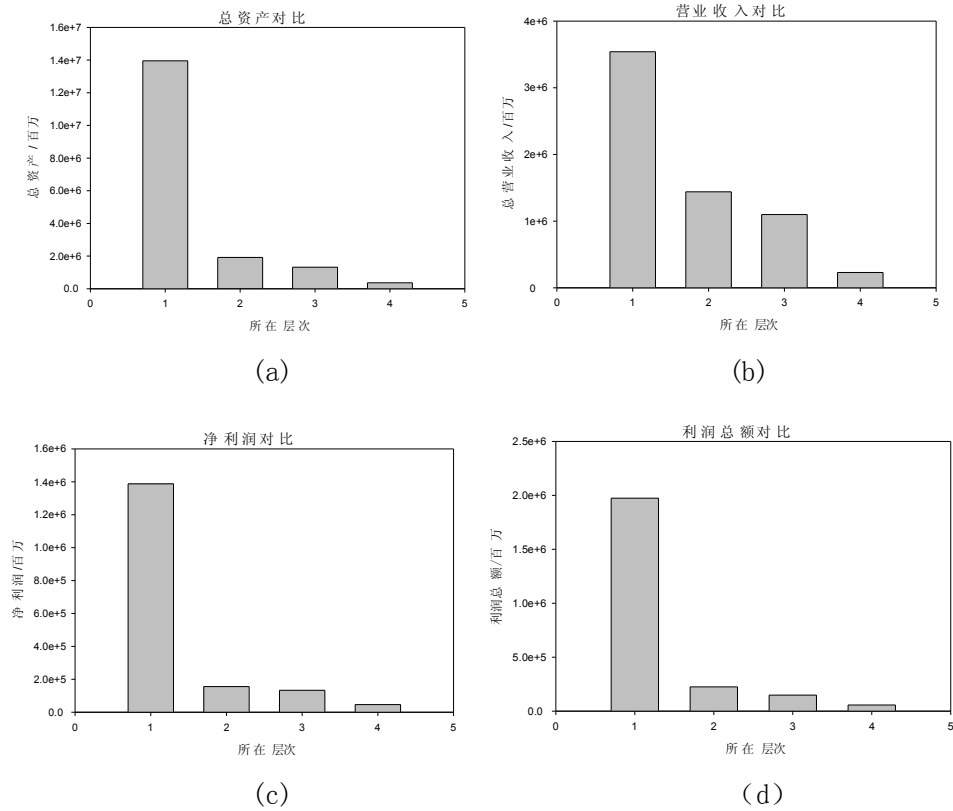 总资产对比
总资产/百万
1.6e+7
1.4e+7
1.2e+7
1.0e+7
8.0e+6
6.0e+6
4.0e+6
2.0e+6
0.0
0 1 2 3 4 5
所在层次
(a)
营业收入对比
总营业收入/百万
4e+6
3e+6
2e+6
1e+6
0
0 1 2 3 4 5
所在层次
(b)
净利润对比
净利润/百万
1.6e+6
1.4e+6
1.2e+6
1.0e+6
8.0e+5
6.0e+5
4.0e+5
2.0e+5
0.0
0 1 2 3 4 5
所在层次
(c)
利润总额对比
利润总额/百万
2.5e+6
2.0e+6
1.5e+6
1.0e+6
5.0e+5
0.0
0 1 2 3 4 5
所在层次
（d）